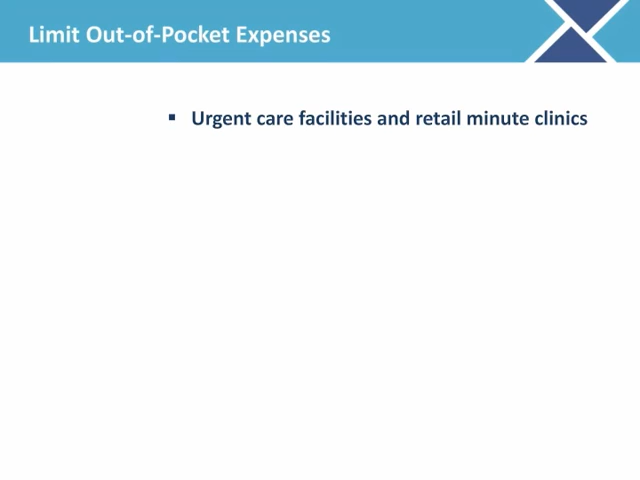 Limit Out-of-Pocket Expenses
▪ Urgent care facilities and retail minute clinics